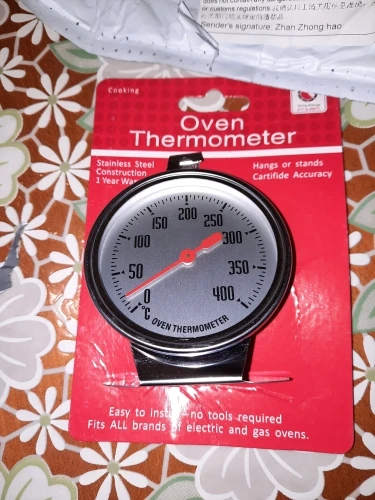 or customs regulations
Sender's signature. Zhan Zhong hao
Cooking
Oven
Thermometer
Stainless Steel
Construction
1 Year
Hangs or stands
Cartifide Accuracy
0
50
100
150
200
250
300
350
400
°C OVEN THERMOMETER
Easy to install no tools required
Fits ALL brands of electric and gas ovens.